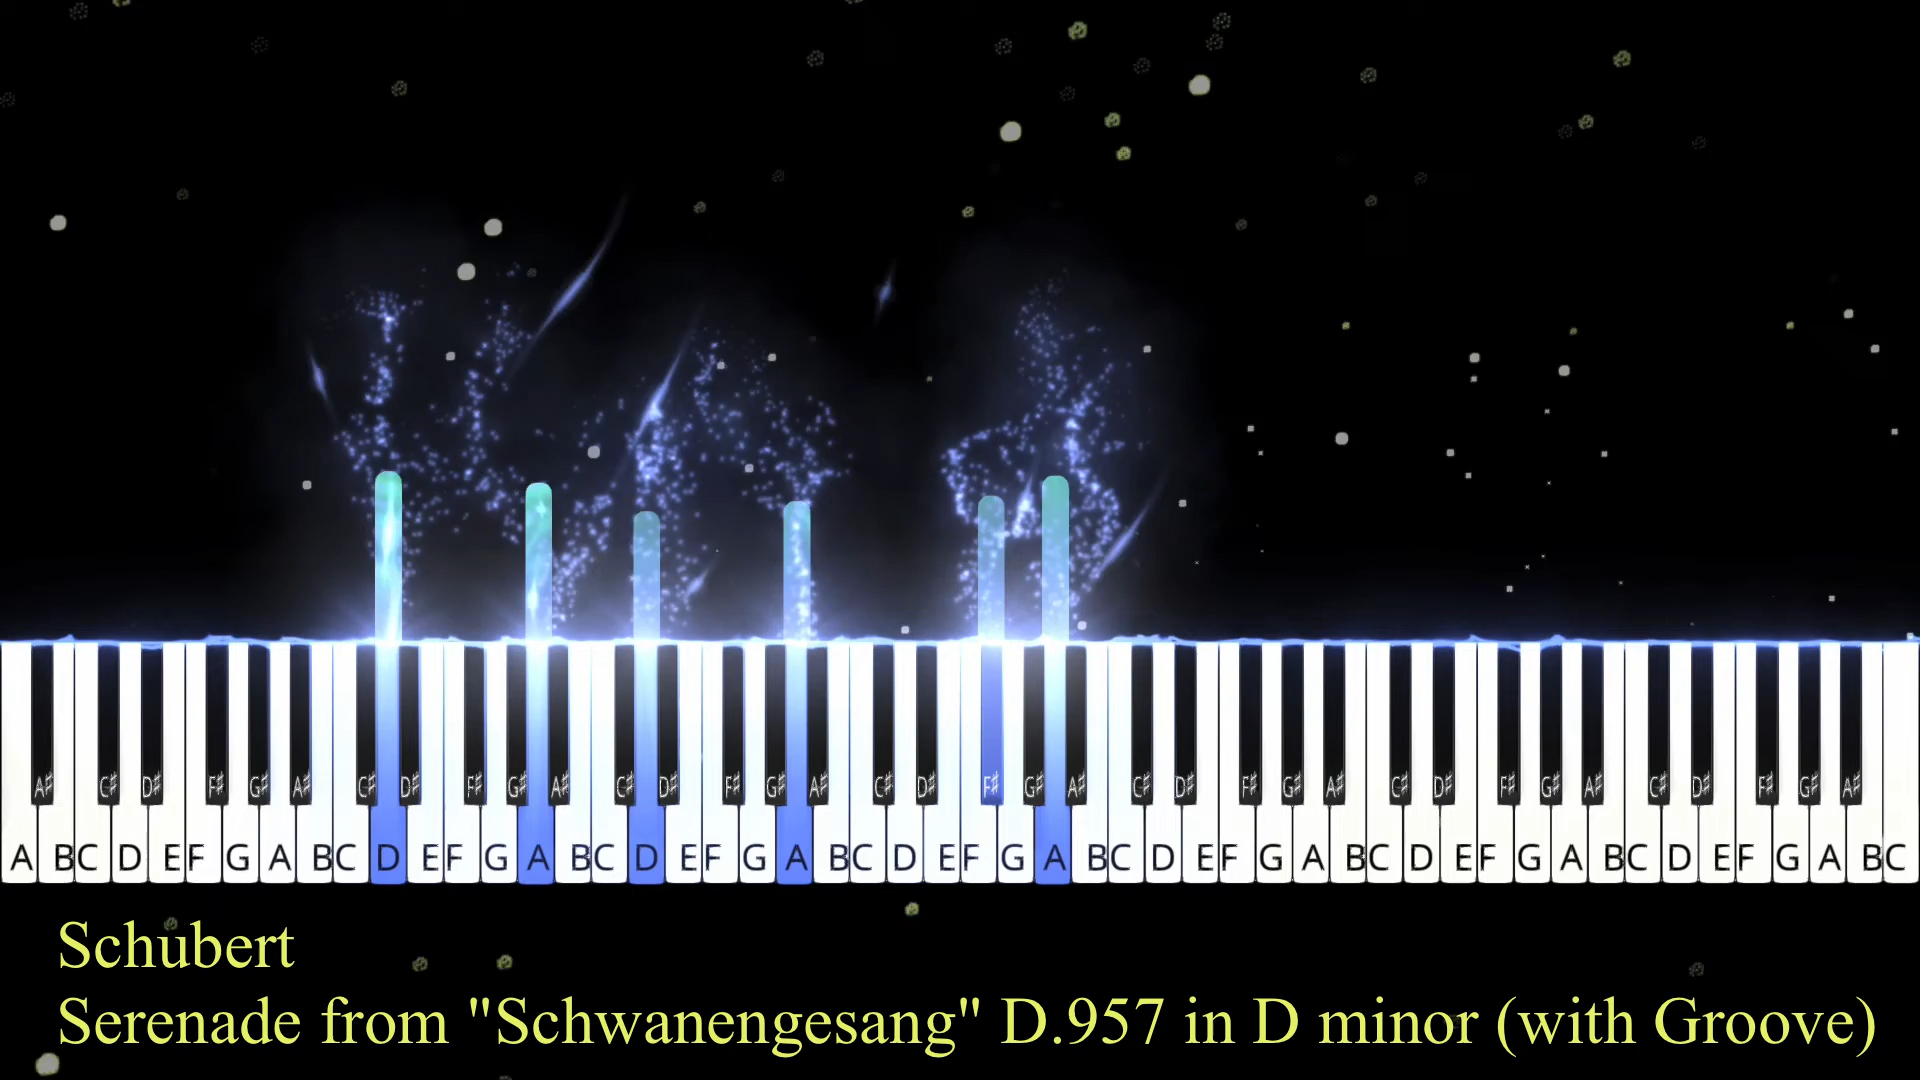 A# C# D# F# G# A# C# D# F# G# A# C# D# F# G# A# C# D# F# G# A# C# D# F# G# A# C# D# F# G# A# C# D# F# G# A#
A B C D E F G A B C D E F G A B C D E F G A B C D E F G A B C D E F G A B C D E F G A B C D E F G A B C
Schubert
Serenade from "Schwanengesang" D.957 in D minor (with Groove)